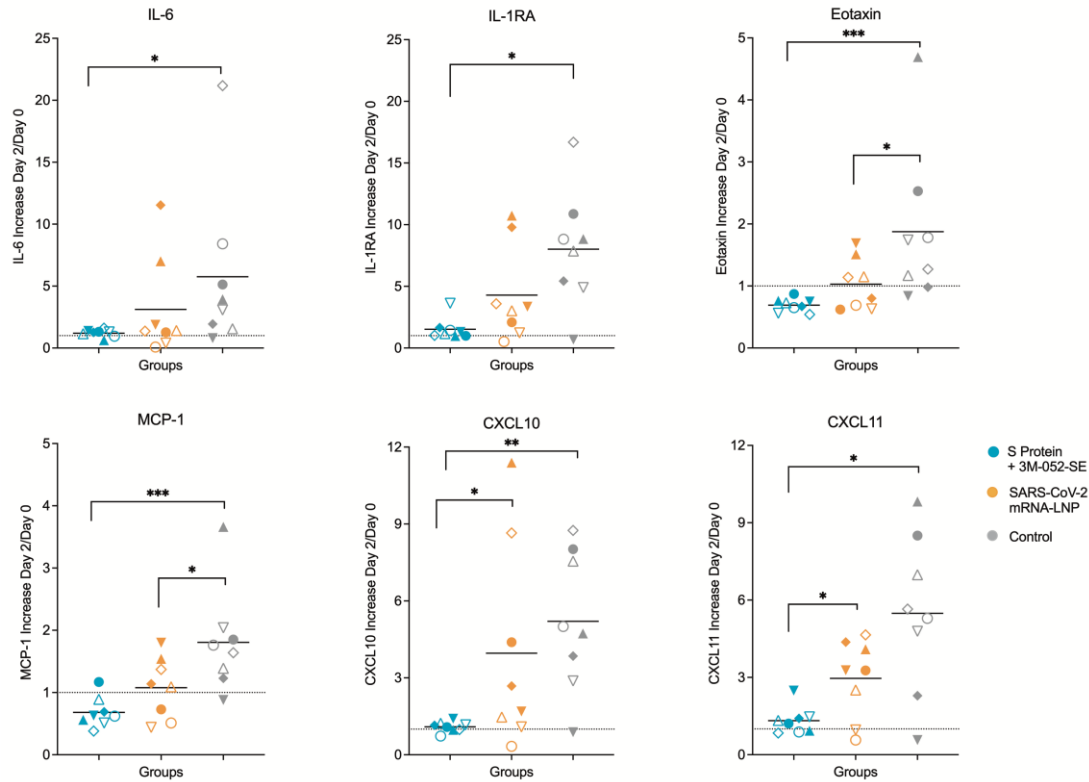 IL-6
IL-6 Increase Day 2/Day 0
25
20
15
10
5
0
*
Groups
IL-1RA
IL-1RA Increase Day 2/Day 0
25
20
15
10
5
0
*
Groups
Eotaxin
Eotaxin Increase Day 2/Day 0
5
4
3
2
1
0
***
*
Groups
MCP-1
MCP-1 Increase Day 2/Day 0
5
4
3
2
1
0
***
*
Groups
CXCL10
CXCL10 Increase Day 2/Day 0
12
9
6
3
0
**
*
Groups
CXCL11
CXCL11 Increase Day 2/Day 0
12
9
6
3
0
*
*
Groups
S Protein
+ 3M-052-SE
SARS-CoV-2
mRNA-LNP
Control